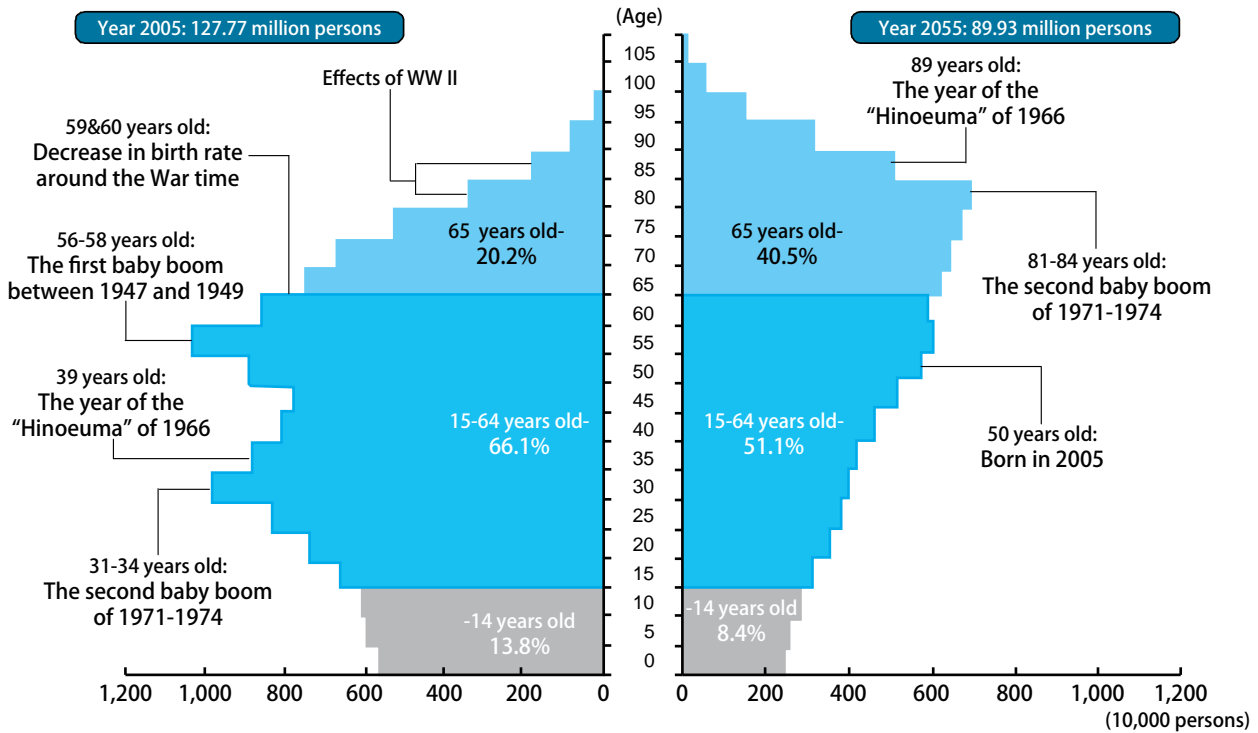 Year 2005: 127.77 million persons
(Age)
Year 2055: 89.93 million persons
Effects of WW II
59&60 years old:
Decrease in birth rate
around the War time
56-58 years old:
The first baby boom
between 1947 and 1949
39 years old:
The year of the
“Hinoeuma” of 1966
31-34 years old:
The second baby boom
of 1971-1974
65 years old-
20.2%
15-64 years old-
66.1%
-14 years old
13.8%
105
100
95
90
85
80
75
70
65
60
55
50
45
40
35
30
25
20
15
10
5
0
65 years old-
40.5%
15-64 years old-
51.1%
-14 years old
8.4%
89 years old:
The year of the
“Hinoeuma” of 1966
81-84 years old:
The second baby boom
of 1971-1974
50 years old:
Born in 2005
1,200 1,000 800 600 400 200 0
0 200 400 600 800 1,000 1,200
(10,000 persons)